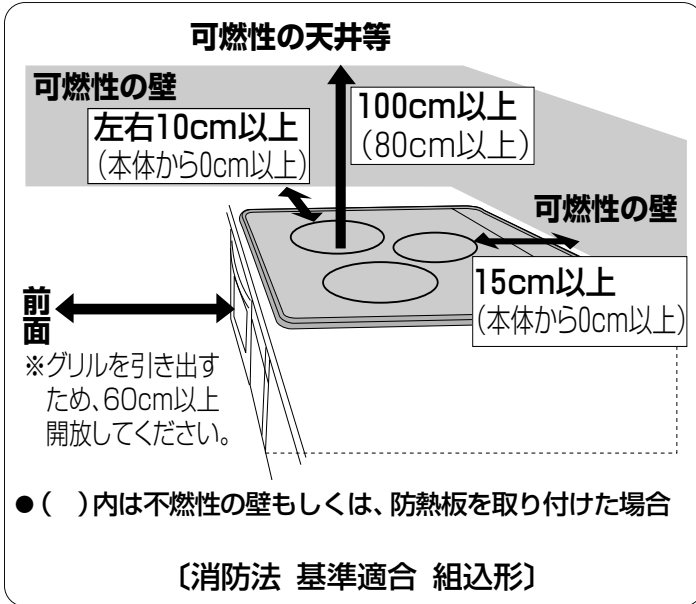 可燃性の天井等
可燃性の壁
左右10cm以上
(本体から0cm以上)
100cm以上
(80cm以上)
可燃性の壁
15cm以上
(本体から0cm以上)
前面
※グリルを引き出す
ため、60cm以上
開放してください。
●(　)内は不燃性の壁もしくは、防熱板を取り付けた場合
〔消防法 基準適合 組込形〕